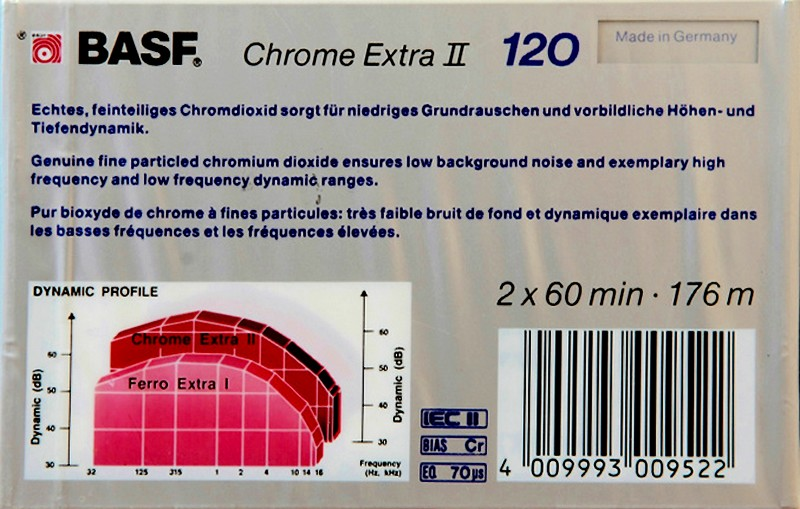 BASF® Chrome Extra II 120 Made in Germany
Echtes, feinteiliges Chromdioxid sorgt für niedriges Grundrauschen und vorbildliche Höhen- und
Tiefendynamik.
Genuine fine particled chromium dioxide ensures low background noise and exemplary high
frequency and low frequency dynamic ranges.
Pur bioxyde de chrome à fines particules: très faible bruit de fond et dynamique exemplaire dans
les basses fréquences et les fréquences élevées.
DYNAMIC PROFILE
2 x 60 min · 176 m
Chrome Extra II
Ferro Extra I
Dynamic (dB)
60
50
40
30
60
50
40
30
Dynamic (dB)
32 125 315 1 2 4 10 14 16
Frequency
(Hz, kHz)
IEC II
BIAS Cr
EQ 70µs
4 009993 009522